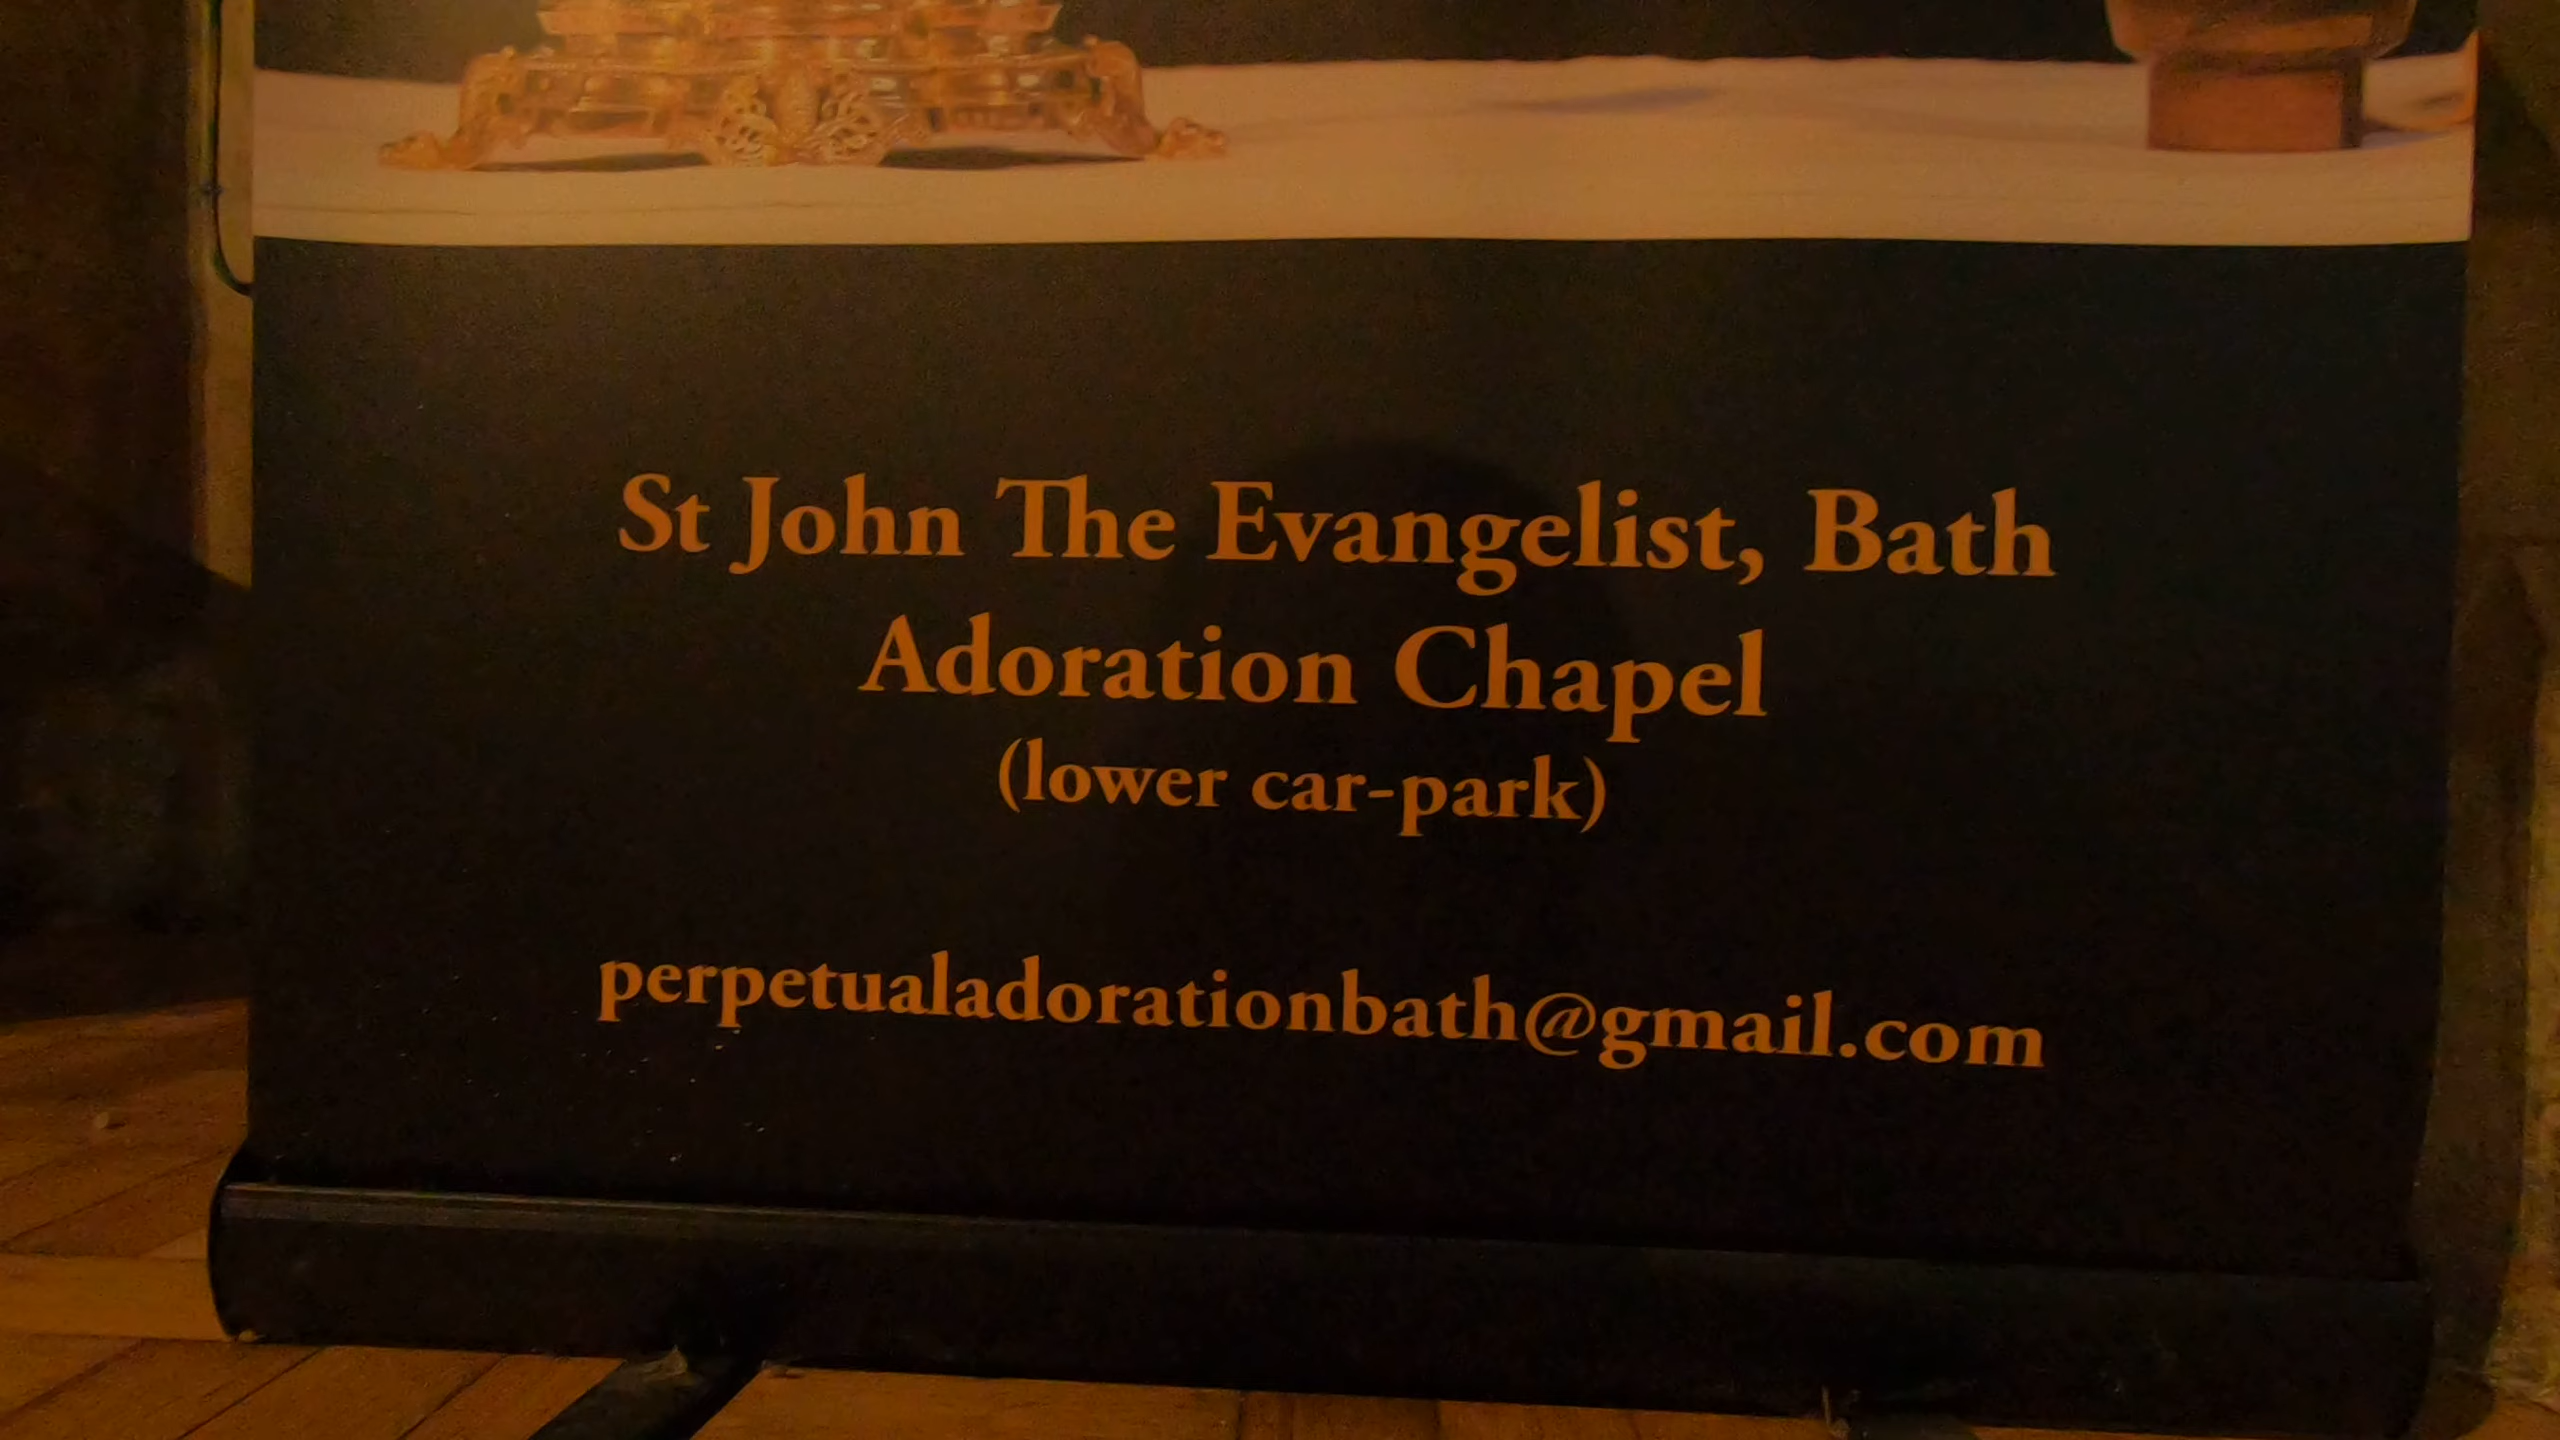 St John The Evangelist, Bath
Adoration Chapel
(lower car-park)
perpetualadorationbath@gmail.com